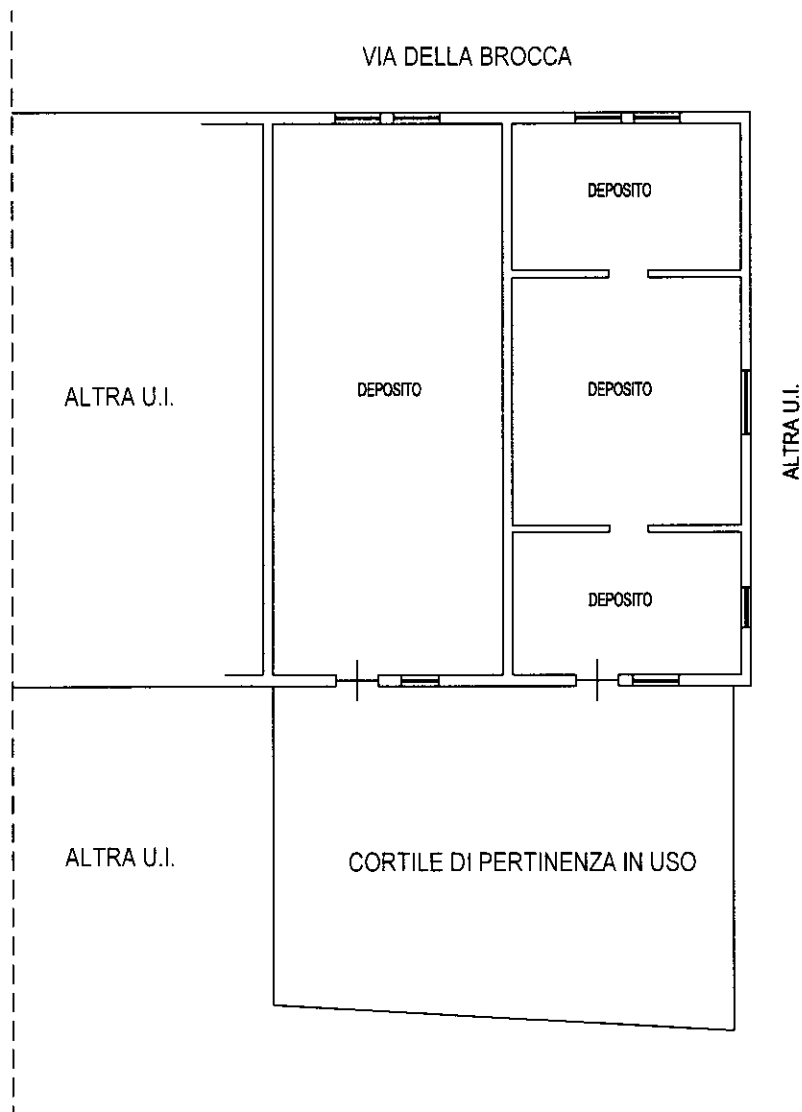 VIA DELLA BROCCA
DEPOSITO
ALTRA U.I.
DEPOSITO
DEPOSITO
ALTRA U.I.
DEPOSITO
ALTRA U.I.
CORTILE DI PERTINENZA IN USO